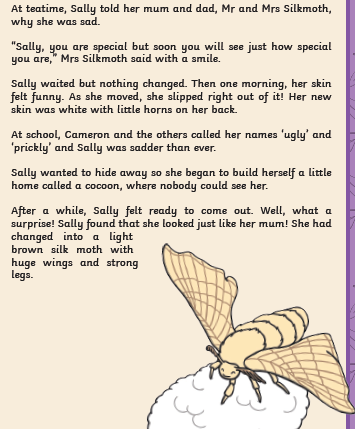 At teatime, Sally told her mum and dad, Mr and Mrs Silkmoth,
why she was sad.
“Sally, you are special but soon you will see just how special
you are,” Mrs Silkmoth said with a smile.
Sally waited but nothing changed. Then one morning, her skin
felt funny. As she moved, she slipped right out of it! Her new
skin was white with little horns on her back.
At school, Cameron and the others called her names ‘ugly’ and
‘prickly’ and Sally was sadder than ever.
Sally wanted to hide away so she began to build herself a little
home called a cocoon, where nobody could see her.
After a while, Sally felt ready to come out. Well, what a
surprise! Sally found that she looked just like her mum! She had
changed into a light
brown silk moth with
huge wings and strong
legs.